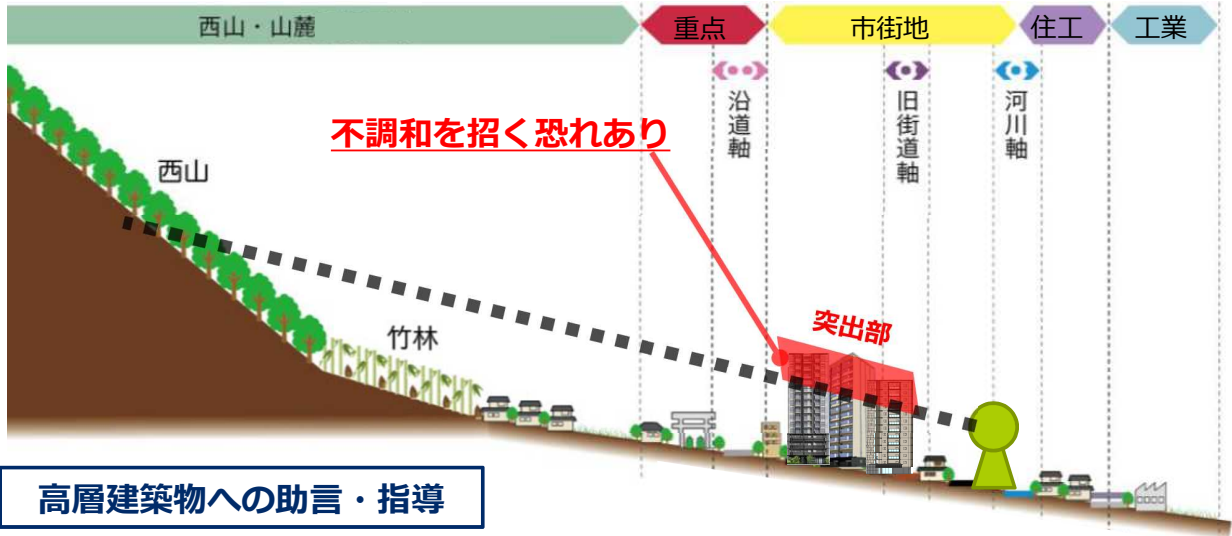 西山・山麓
重点
市街地
住工
工業
沿道軸
旧街道軸
河川軸
不調和を招く恐れあり
西山
竹林
突出部
高層建築物への助言・指導